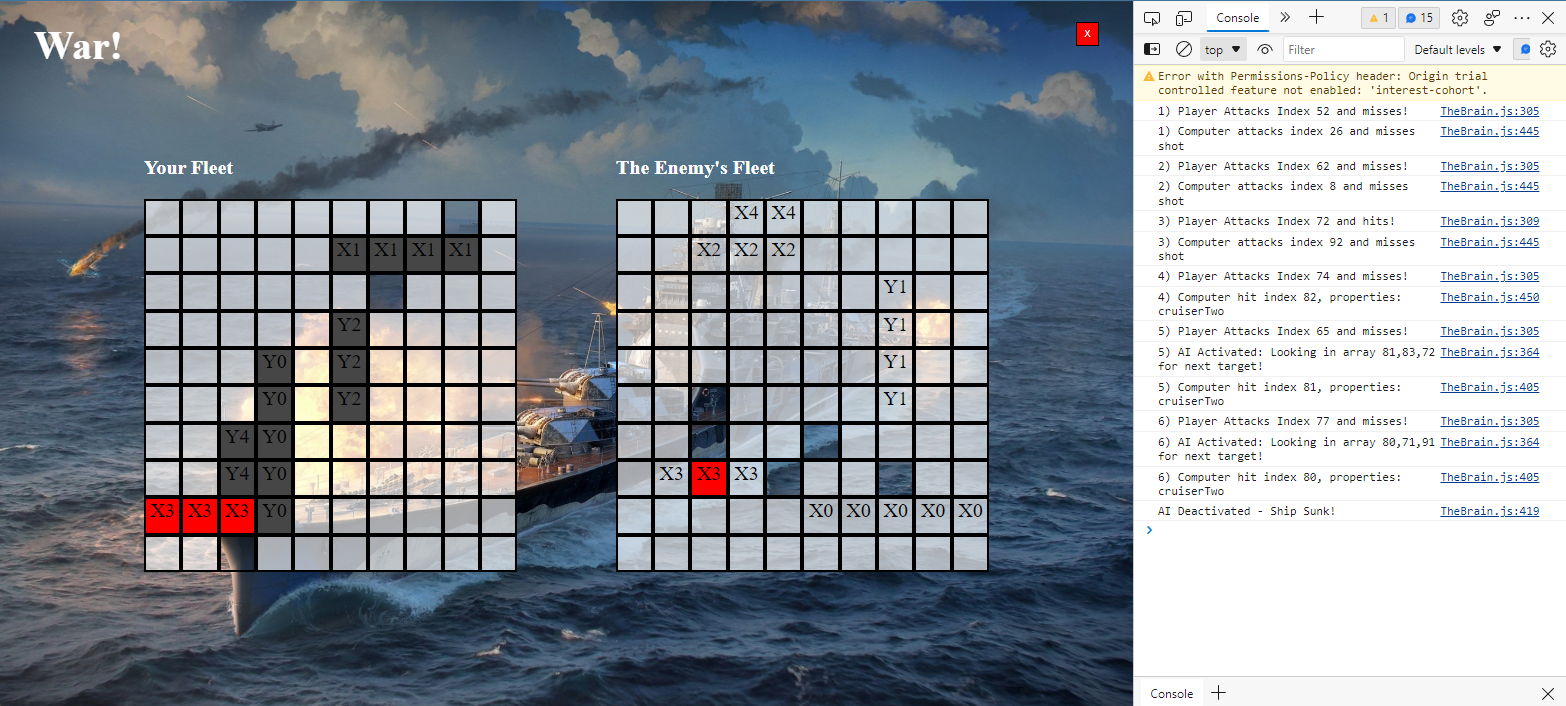 War!
x
Your Fleet
The Enemy's Fleet
X4 X4
X1 X1 X1 X1
X2 X2 X2
Y1
Y2
Y1
Y0 Y2
Y1
Y0 Y2
Y1
Y4 Y0
Y4 Y0
X3 X3 X3
X3 X3 X3 Y0
X0 X0 X0 X0 X0
Console
1
15
top
Filter
Default levels
Error with Permissions-Policy header: Origin trial
controlled feature not enabled: 'interest-cohort'.
1) Player Attacks Index 52 and misses! TheBrain.js:305
1) Computer attacks index 26 and misses TheBrain.js:445
shot
2) Player Attacks Index 62 and misses! TheBrain.js:305
2) Computer attacks index 8 and misses TheBrain.js:445
shot
3) Player Attacks Index 72 and hits! TheBrain.js:309
3) Computer attacks index 92 and misses TheBrain.js:445
shot
4) Player Attacks Index 74 and misses! TheBrain.js:305
4) Computer hit index 82, properties: TheBrain.js:450
cruiserTwo
5) Player Attacks Index 65 and misses! TheBrain.js:305
5) AI Activated: Looking in array 81,83,72 TheBrain.js:364
for next target!
5) Computer hit index 81, properties: TheBrain.js:405
cruiserTwo
6) Player Attacks Index 77 and misses! TheBrain.js:305
6) AI Activated: Looking in array 80,71,91 TheBrain.js:364
for next target!
6) Computer hit index 80, properties: TheBrain.js:405
cruiserTwo
AI Deactivated - Ship Sunk! TheBrain.js:419
Console